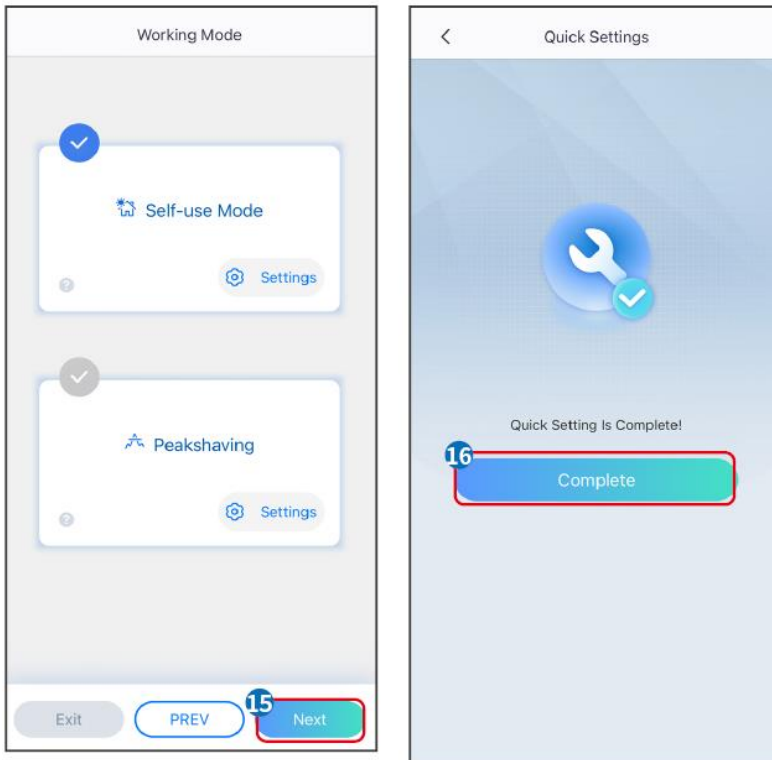 Working Mode
Self-use Mode
Settings
Peakshaving
Settings
Exit
PREV
15
Next
Quick Settings
Quick Setting Is Complete!
16
Complete